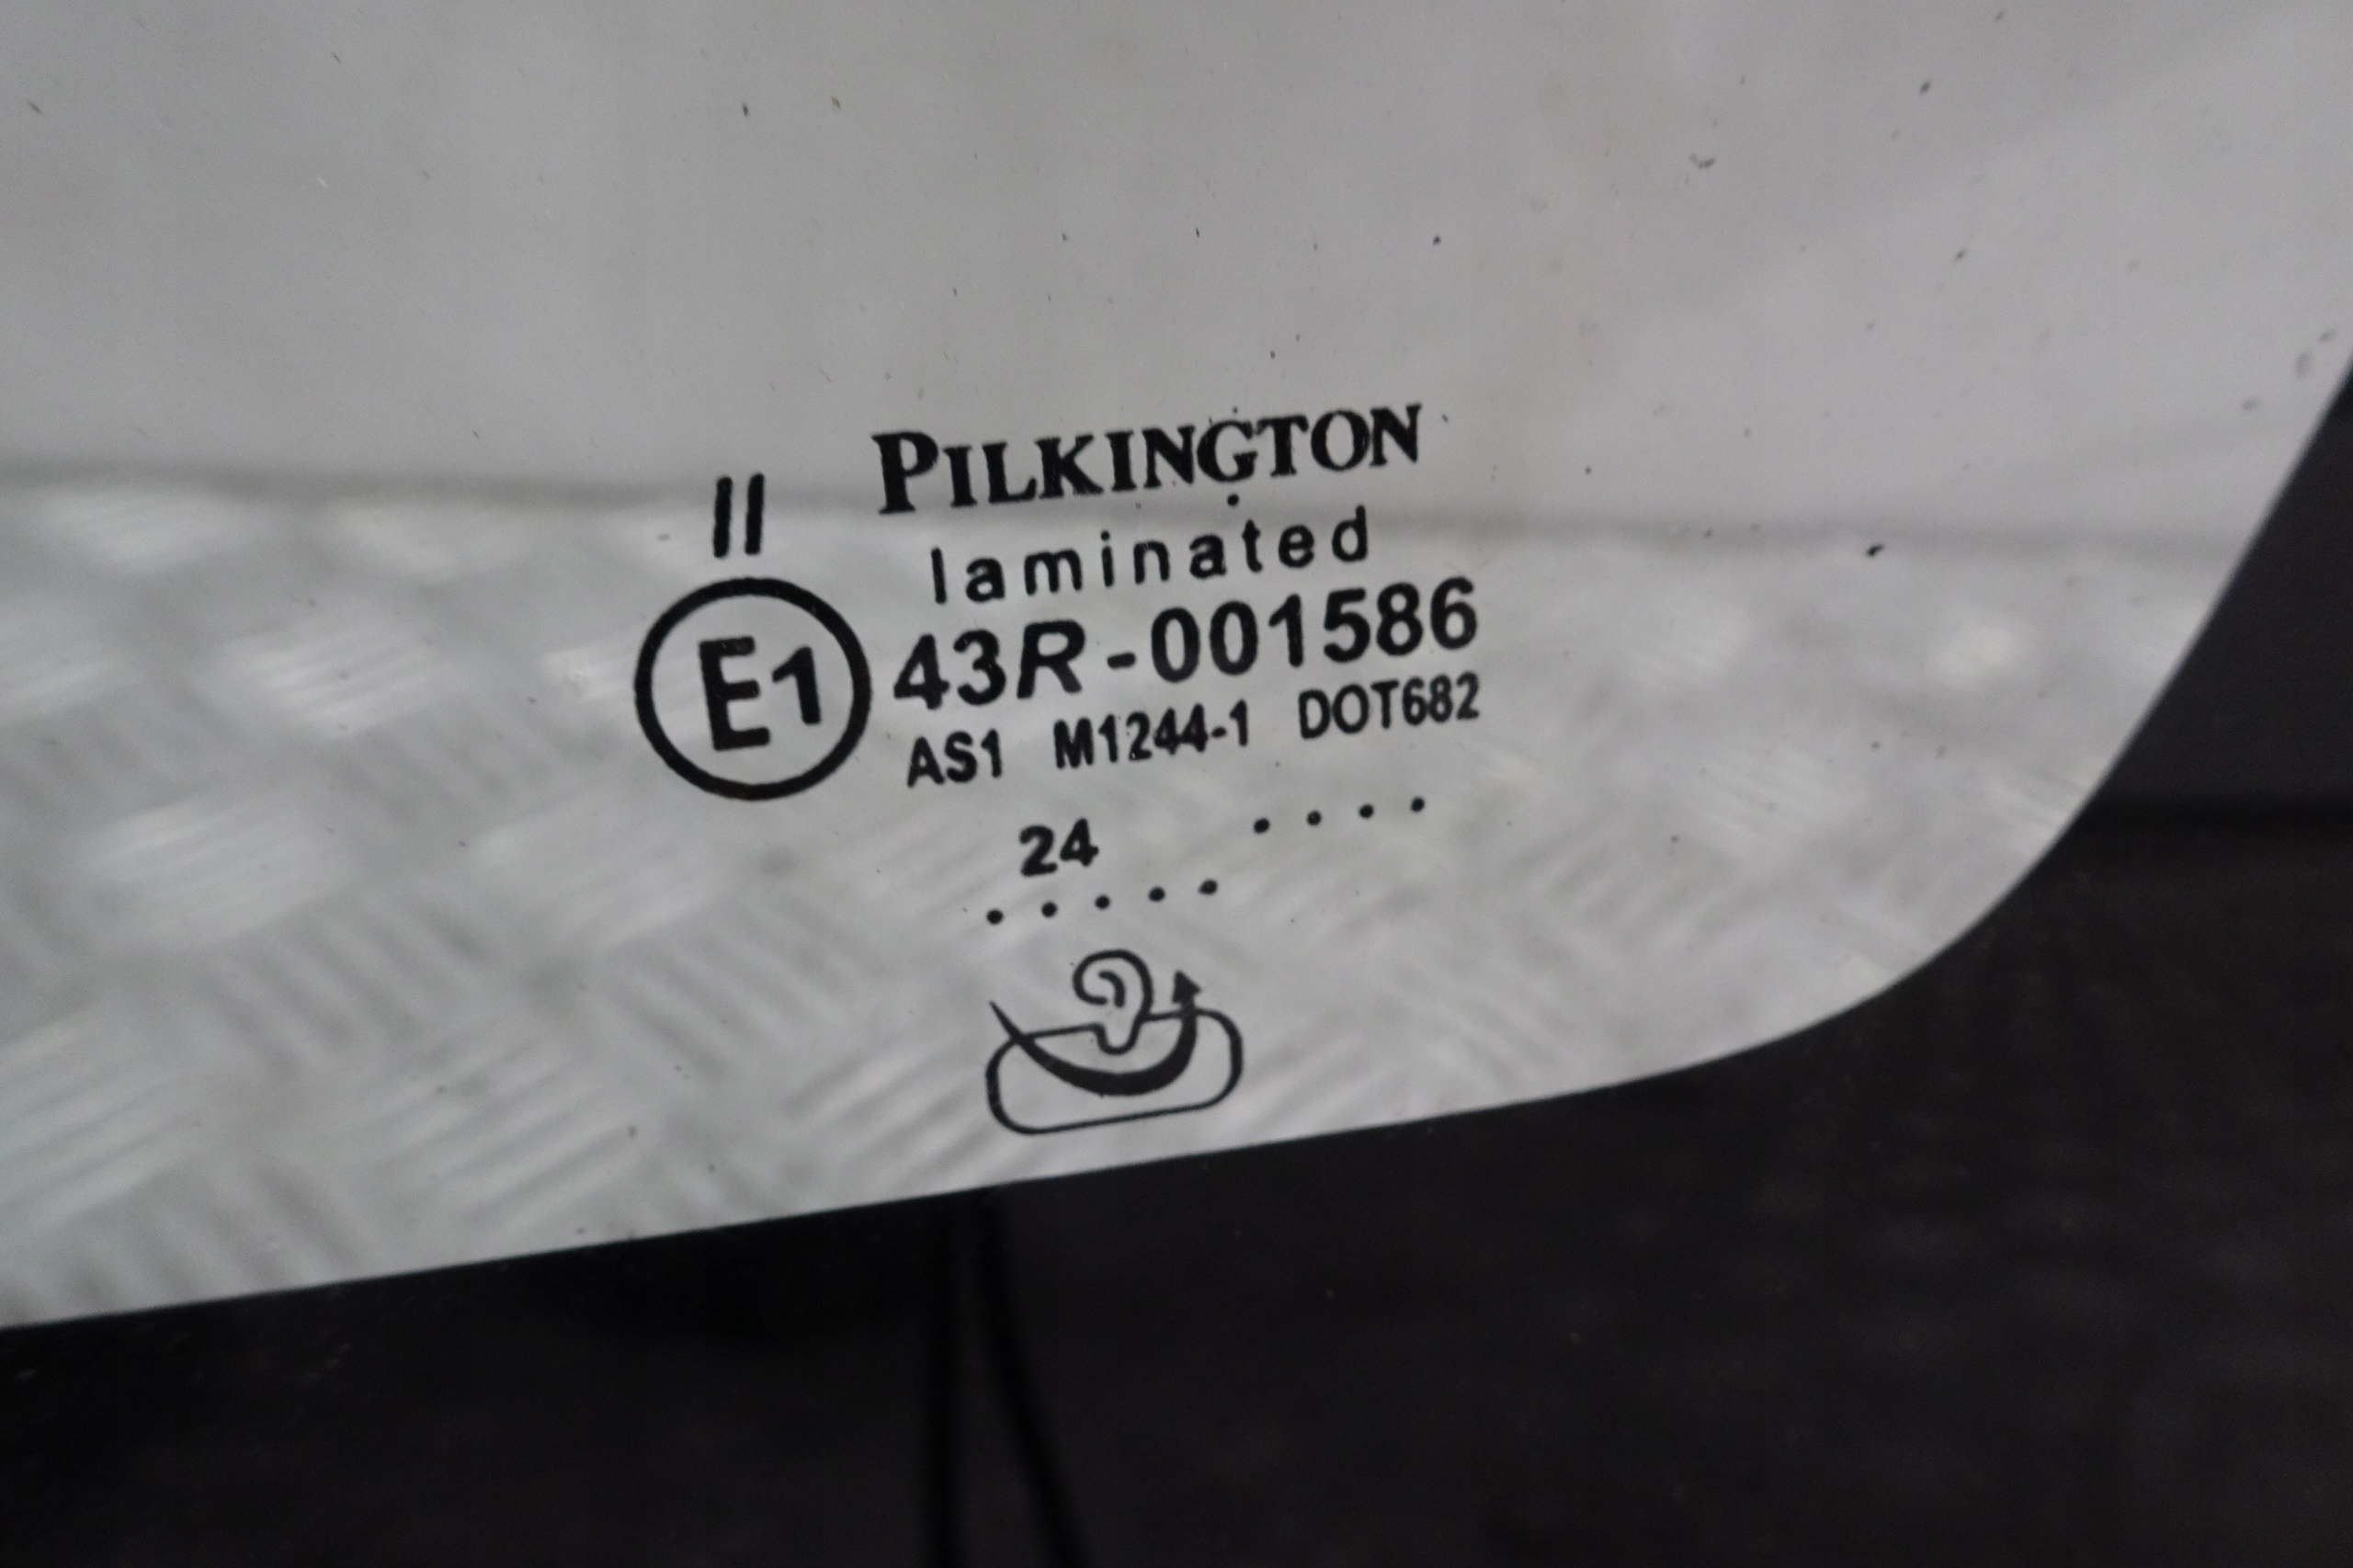 PILKINGTON
II
laminated
E1 43R-001586
AS1 M1244-1 DOT682
. . . .
24
. . . . .